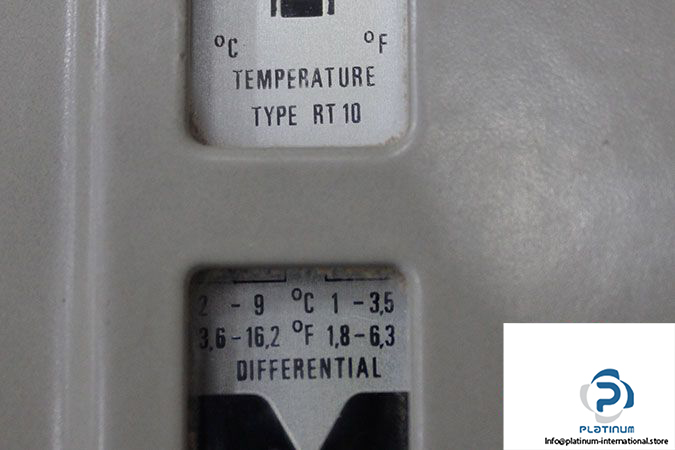 °C °F
TEMPERATURE
TYPE RT 10
2 - 9 °C 1 - 3,5
3,6 - 16,2 °F 1,8 - 6,3
DIFFERENTIAL
PLATINUM
Info@platinum-international.store